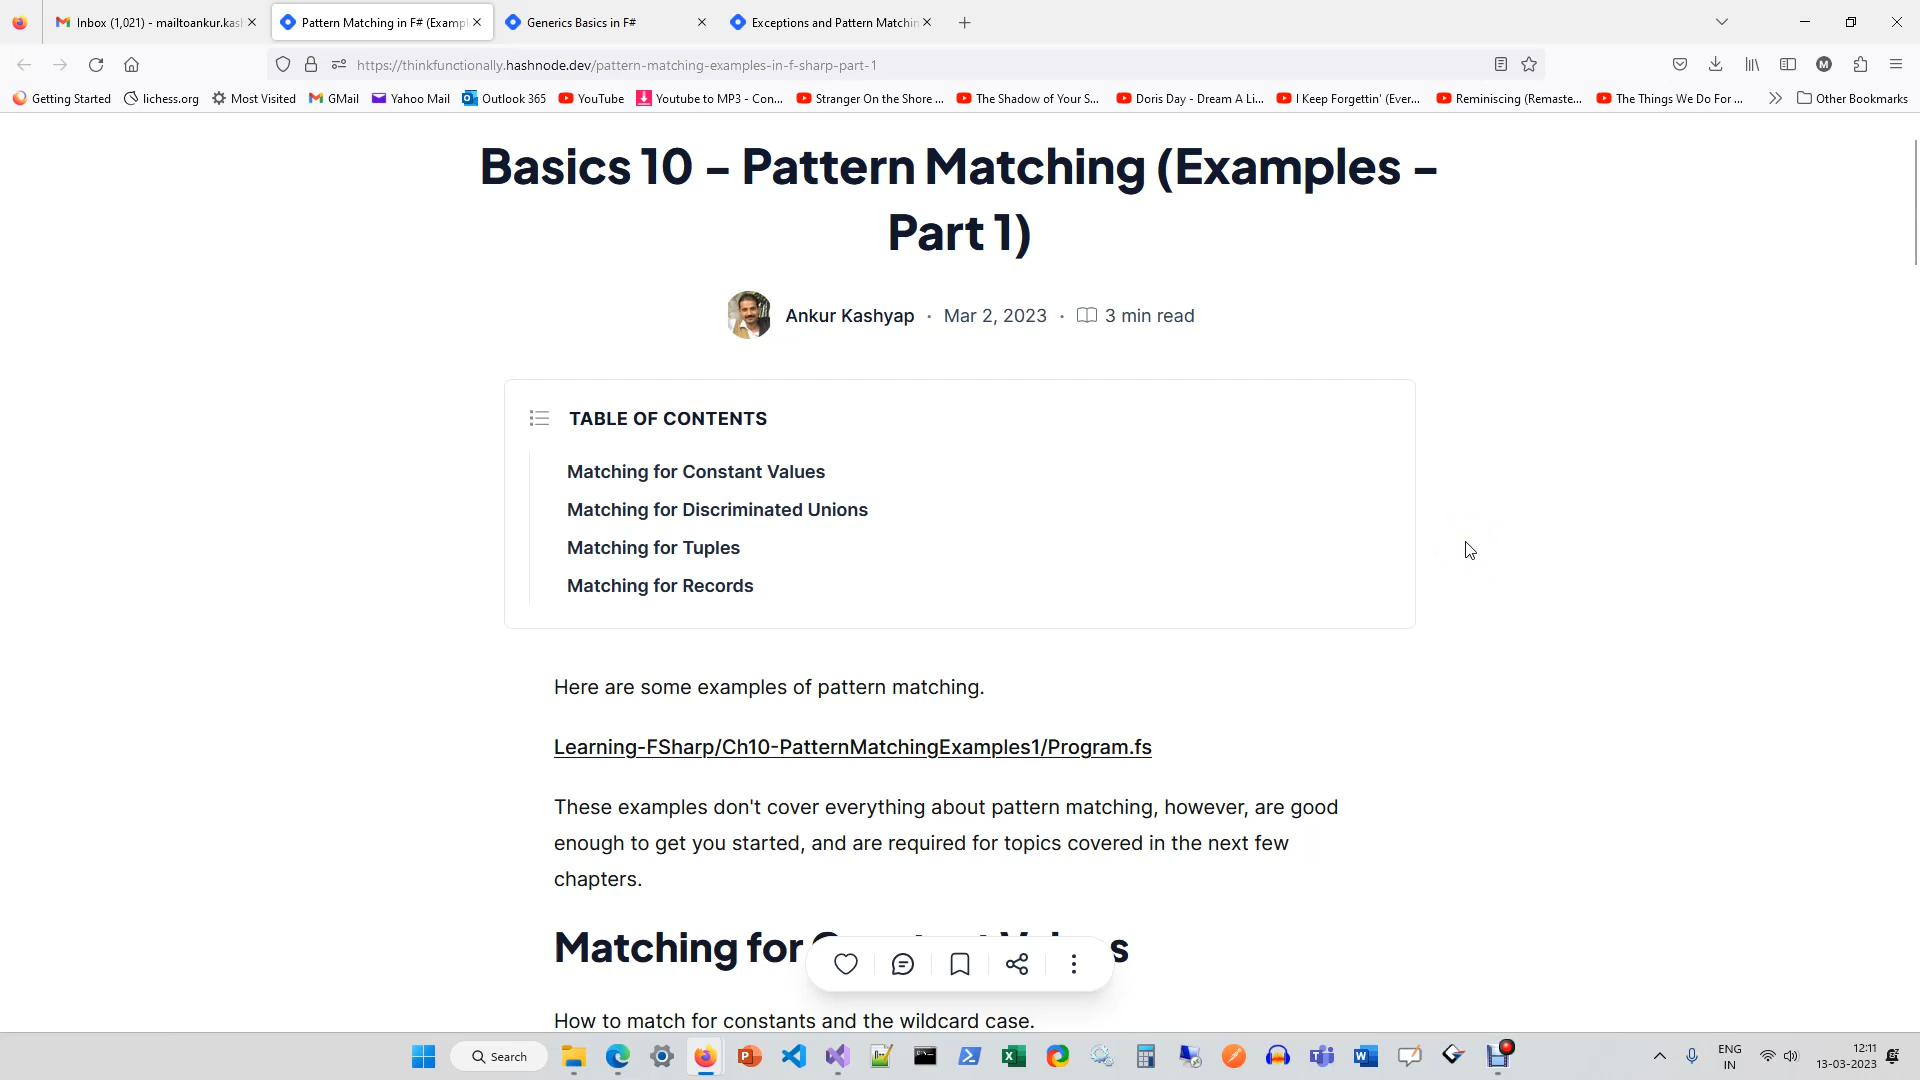 Inbox (1,021) - mailtoankur.kas
Pattern Matching in F# (Exampl
Generics Basics in F#
Exceptions and Pattern Matchin
https://thinkfunctionally.hashnode.dev/pattern-matching-examples-in-f-sharp-part-1
M
Getting Started
lichess.org
Most Visited
GMail
Yahoo Mail
Outlook 365
YouTube
Youtube to MP3 - Con...
Stranger On the Shore ...
The Shadow of Your S...
Doris Day - Dream A Li...
I Keep Forgettin' (Ever...
Reminiscing (Remaste...
The Things We Do For ...
Other Bookmarks
Basics 10 - Pattern Matching (Examples -
Part 1)
Ankur Kashyap · Mar 2, 2023 · 3 min read
TABLE OF CONTENTS
Matching for Constant Values
Matching for Discriminated Unions
Matching for Tuples
Matching for Records
Here are some examples of pattern matching.
Learning-FSharp/Ch10-PatternMatchingExamples1/Program.fs
These examples don't cover everything about pattern matching, however, are good
enough to get you started, and are required for topics covered in the next few
chapters.
Matching for
How to match for constants and the wildcard case.
Search
ENG
IN
12:11
13-03-2023